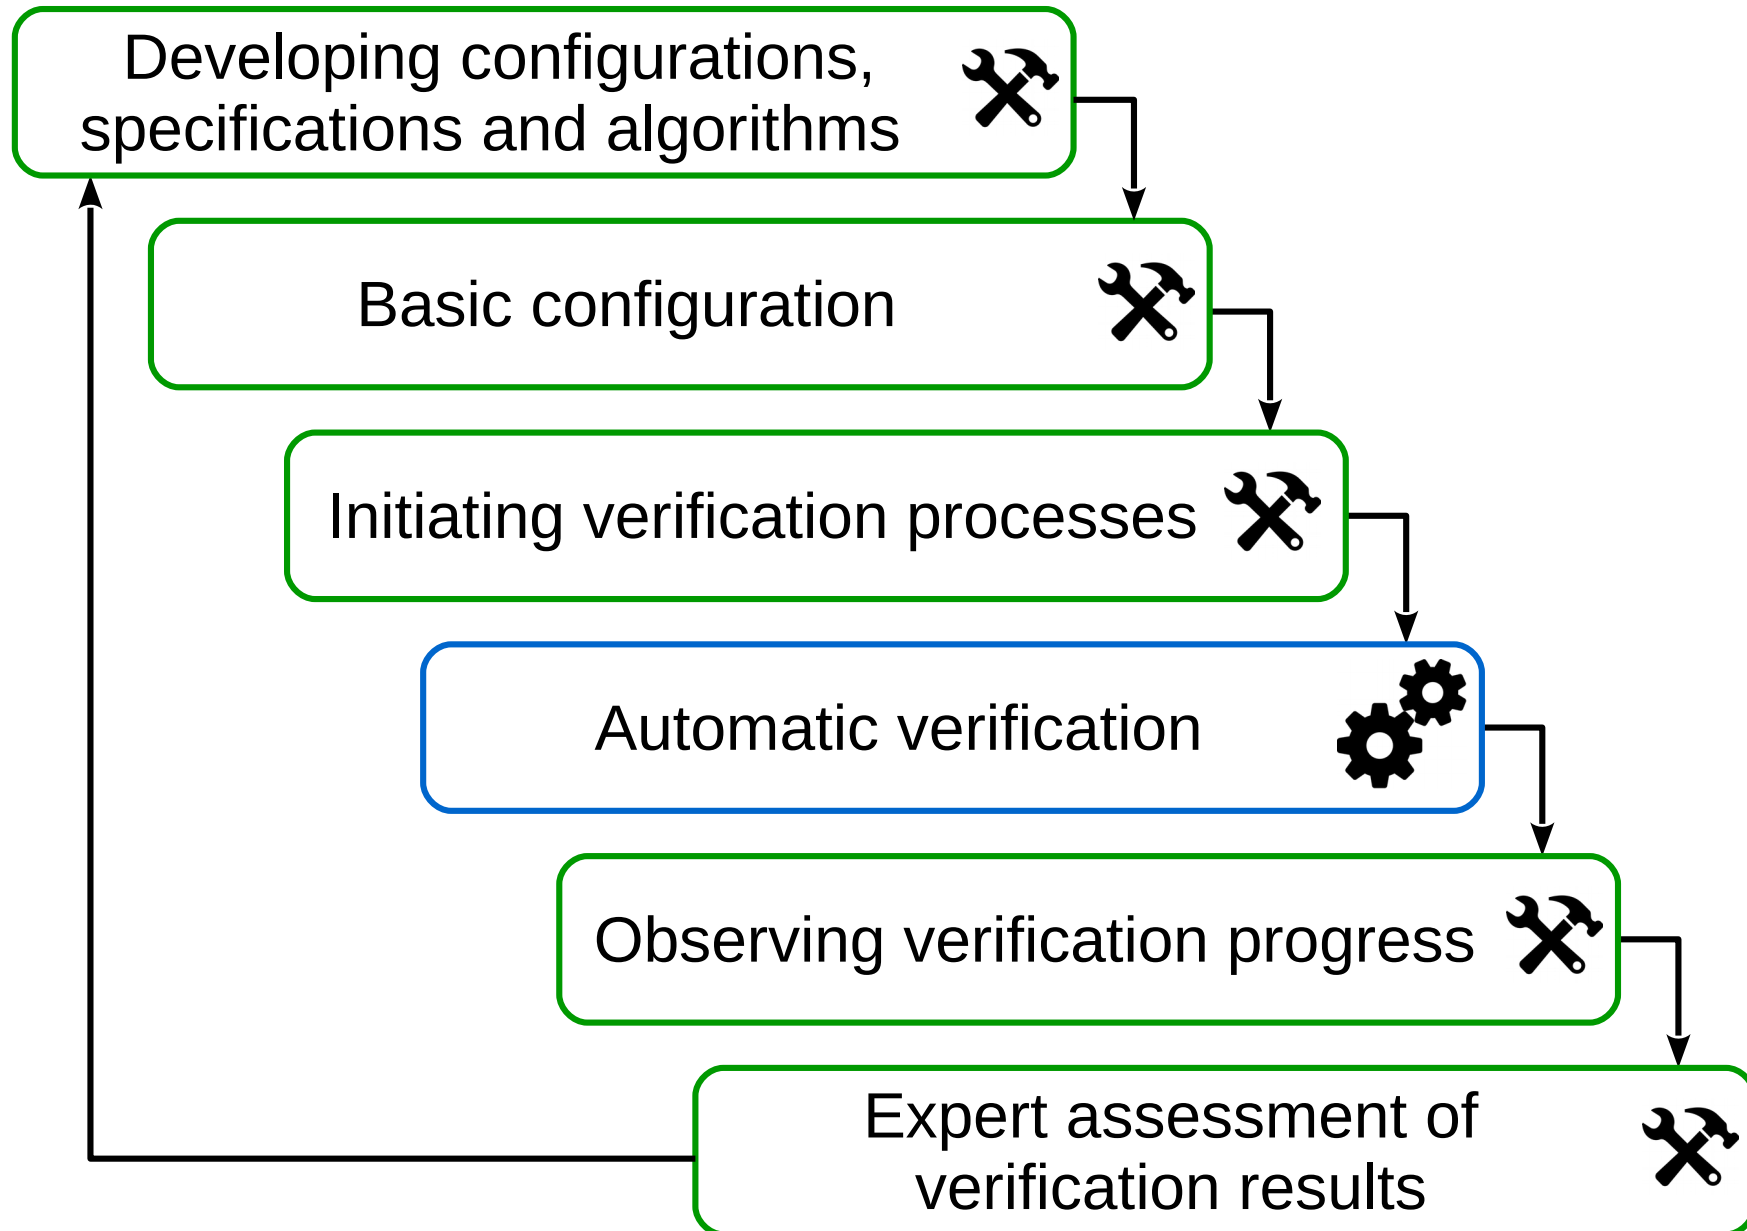 Developing configurations,
specifications and algorithms
Basic configuration
Initiating verification processes
Automatic verification
Observing verification progress
Expert assessment of
verification results